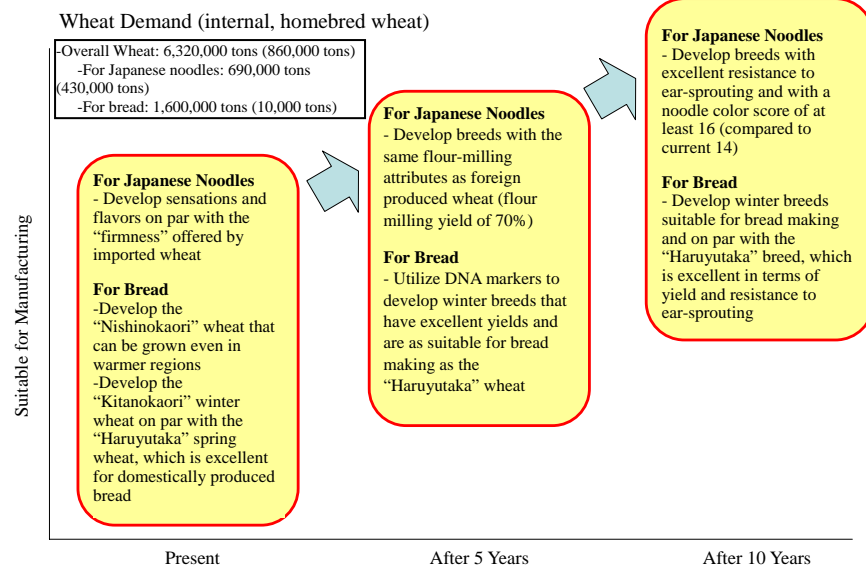 Wheat Demand (internal, homebred wheat)
-Overall Wheat: 6,320,000 tons (860,000 tons)
-For Japanese noodles: 690,000 tons
(430,000 tons)
-For bread: 1,600,000 tons (10,000 tons)
Suitable for Manufacturing
For Japanese Noodles
- Develop sensations and
flavors on par with the
“firmness” offered by
imported wheat
For Bread
-Develop the
“Nishinokaori” wheat that
can be grown even in
warmer regions
-Develop the
“Kitanokaori” winter
wheat on par with the
“Haruyutaka” spring
wheat, which is excellent
for domestically produced
bread
For Japanese Noodles
- Develop breeds with the
same flour-milling
attributes as foreign
produced wheat (flour
milling yield of 70%)
For Bread
- Utilize DNA markers to
develop winter breeds that
have excellent yields and
are as suitable for bread
making as the
“Haruyutaka” wheat
For Japanese Noodles
- Develop breeds with
excellent resistance to
ear-sprouting and with a
noodle color score of at
least 16 (compared to
current 14)
For Bread
- Develop winter breeds
suitable for bread making
and on par with the
“Haruyutaka” breed, which
is excellent in terms of
yield and resistance to
ear-sprouting
Present
After 5 Years
After 10 Years